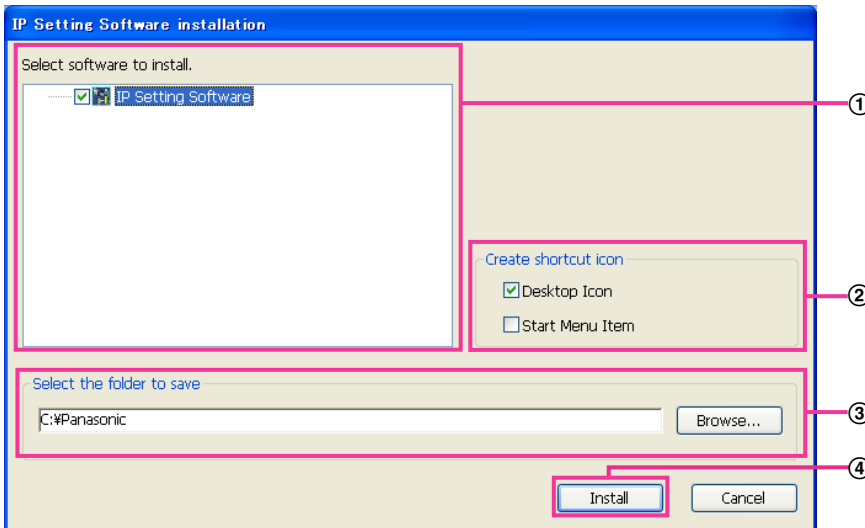 IP Setting Software installation
Select software to install.
IP Setting Software
①
Create shortcut icon
Desktop Icon
②
Start Menu Item
Select the folder to save
C:¥Panasonic
Browse...
③
④
Install
Cancel